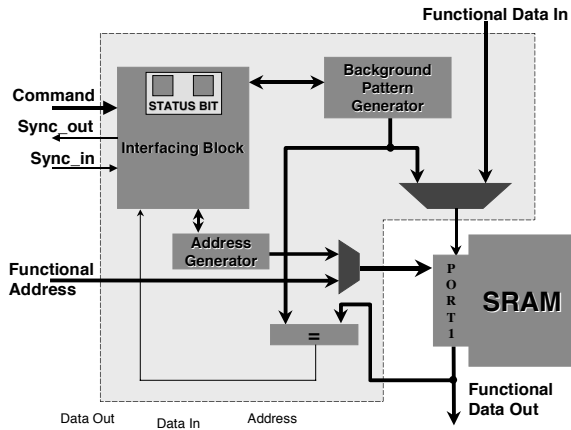 Functional Data In
Background
Pattern
Generator
STATUS BIT
Command
Sync_out
Interfacing Block
Sync_in
Address
Generator
Functional
Address
P
O
R
T
1
SRAM
=
Functional
Data Out
Data Out
Data In
Address